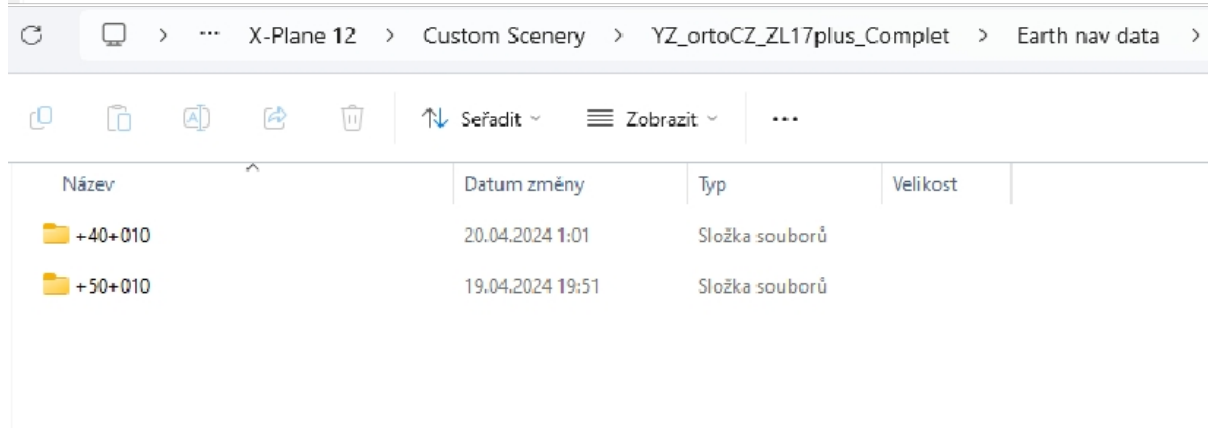 ... X-Plane 12 > Custom Scenery > YZ_ortoCZ_ZL17plus_Complet > Earth nav data >
Seřadit Zobrazit ...
Název Datum změny Typ Velikost
+40+010 20.04.2024 1:01 Složka souborů
+50+010 19.04.2024 19:51 Složka souborů